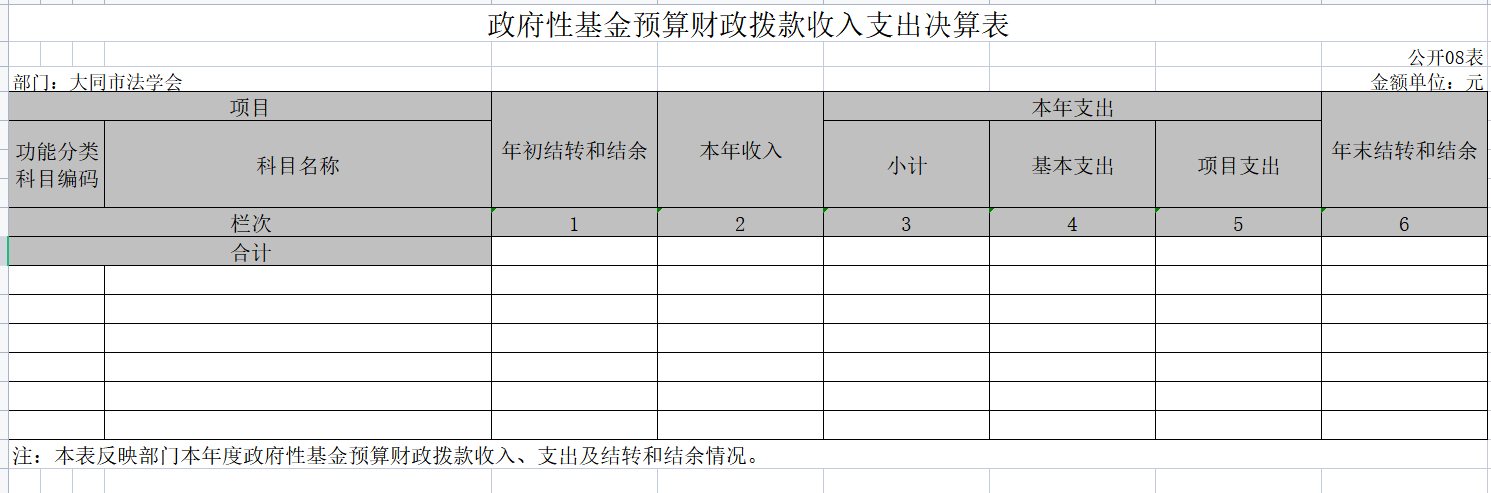 政府性基金预算财政拨款收入支出决算表
公开08表
部门：大同市法学会
金额单位：元
项目
年初结转和结余
本年收入
本年支出
年末结转和结余
功能分类
科目编码
科目名称
小计
基本支出
项目支出
栏次
1
2
3
4
5
6
合计
注：本表反映部门本年度政府性基金预算财政拨款收入、支出及结转和结余情况。